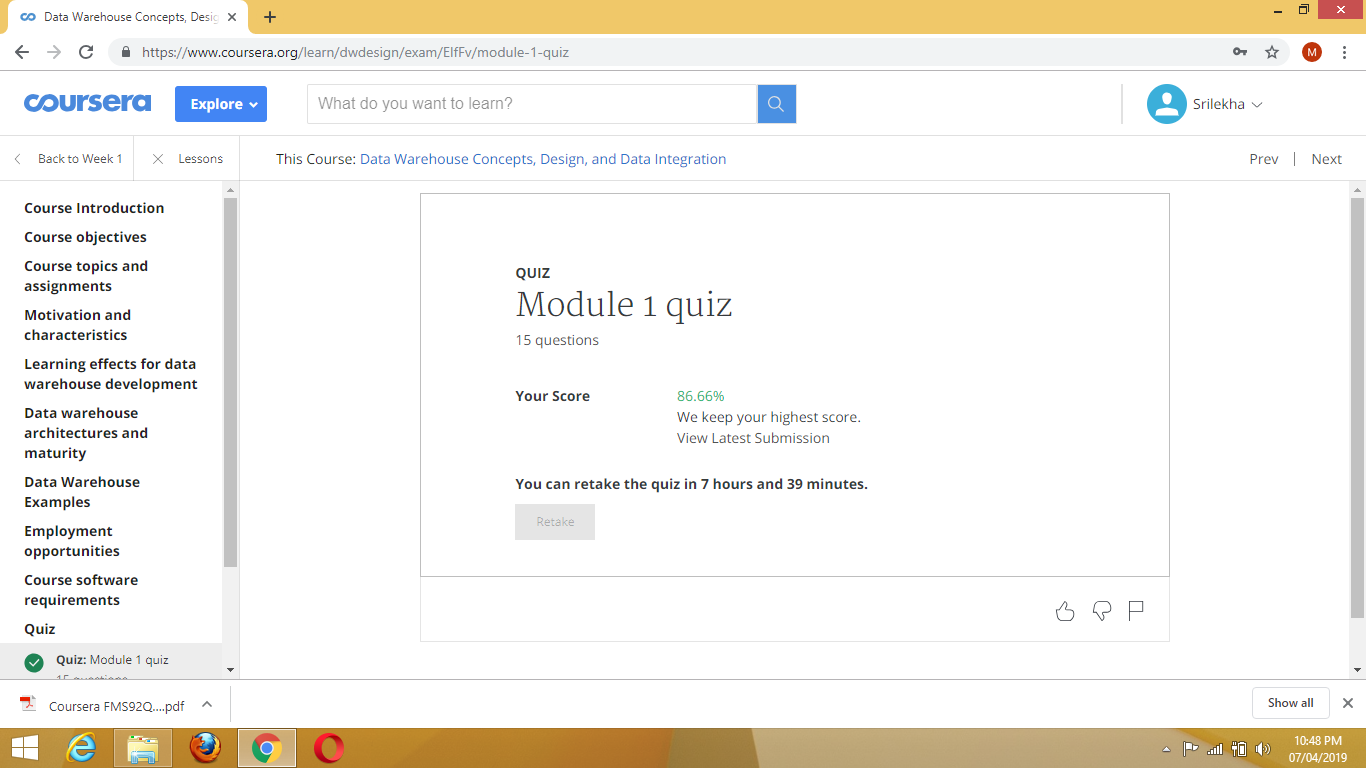 Data Warehouse Concepts, Desig
https://www.coursera.org/learn/dwdesign/exam/ElfFv/module-1-quiz
M
coursera
Explore
What do you want to learn?
Srilekha
Back to Week 1
Lessons
This Course: Data Warehouse Concepts, Design, and Data Integration
Prev | Next
Course Introduction
Course objectives
Course topics and
assignments
Motivation and
characteristics
Learning effects for data
warehouse development
Data warehouse
architectures and
maturity
Data Warehouse
Examples
Employment
opportunities
Course software
requirements
Quiz
Quiz: Module 1 quiz
15 questions
QUIZ
Module 1 quiz
15 questions
Your Score
86.66%
We keep your highest score.
View Latest Submission
You can retake the quiz in 7 hours and 39 minutes.
Retake
Coursera FMS92Q....pdf
Show all
10:48 PM
07/04/2019